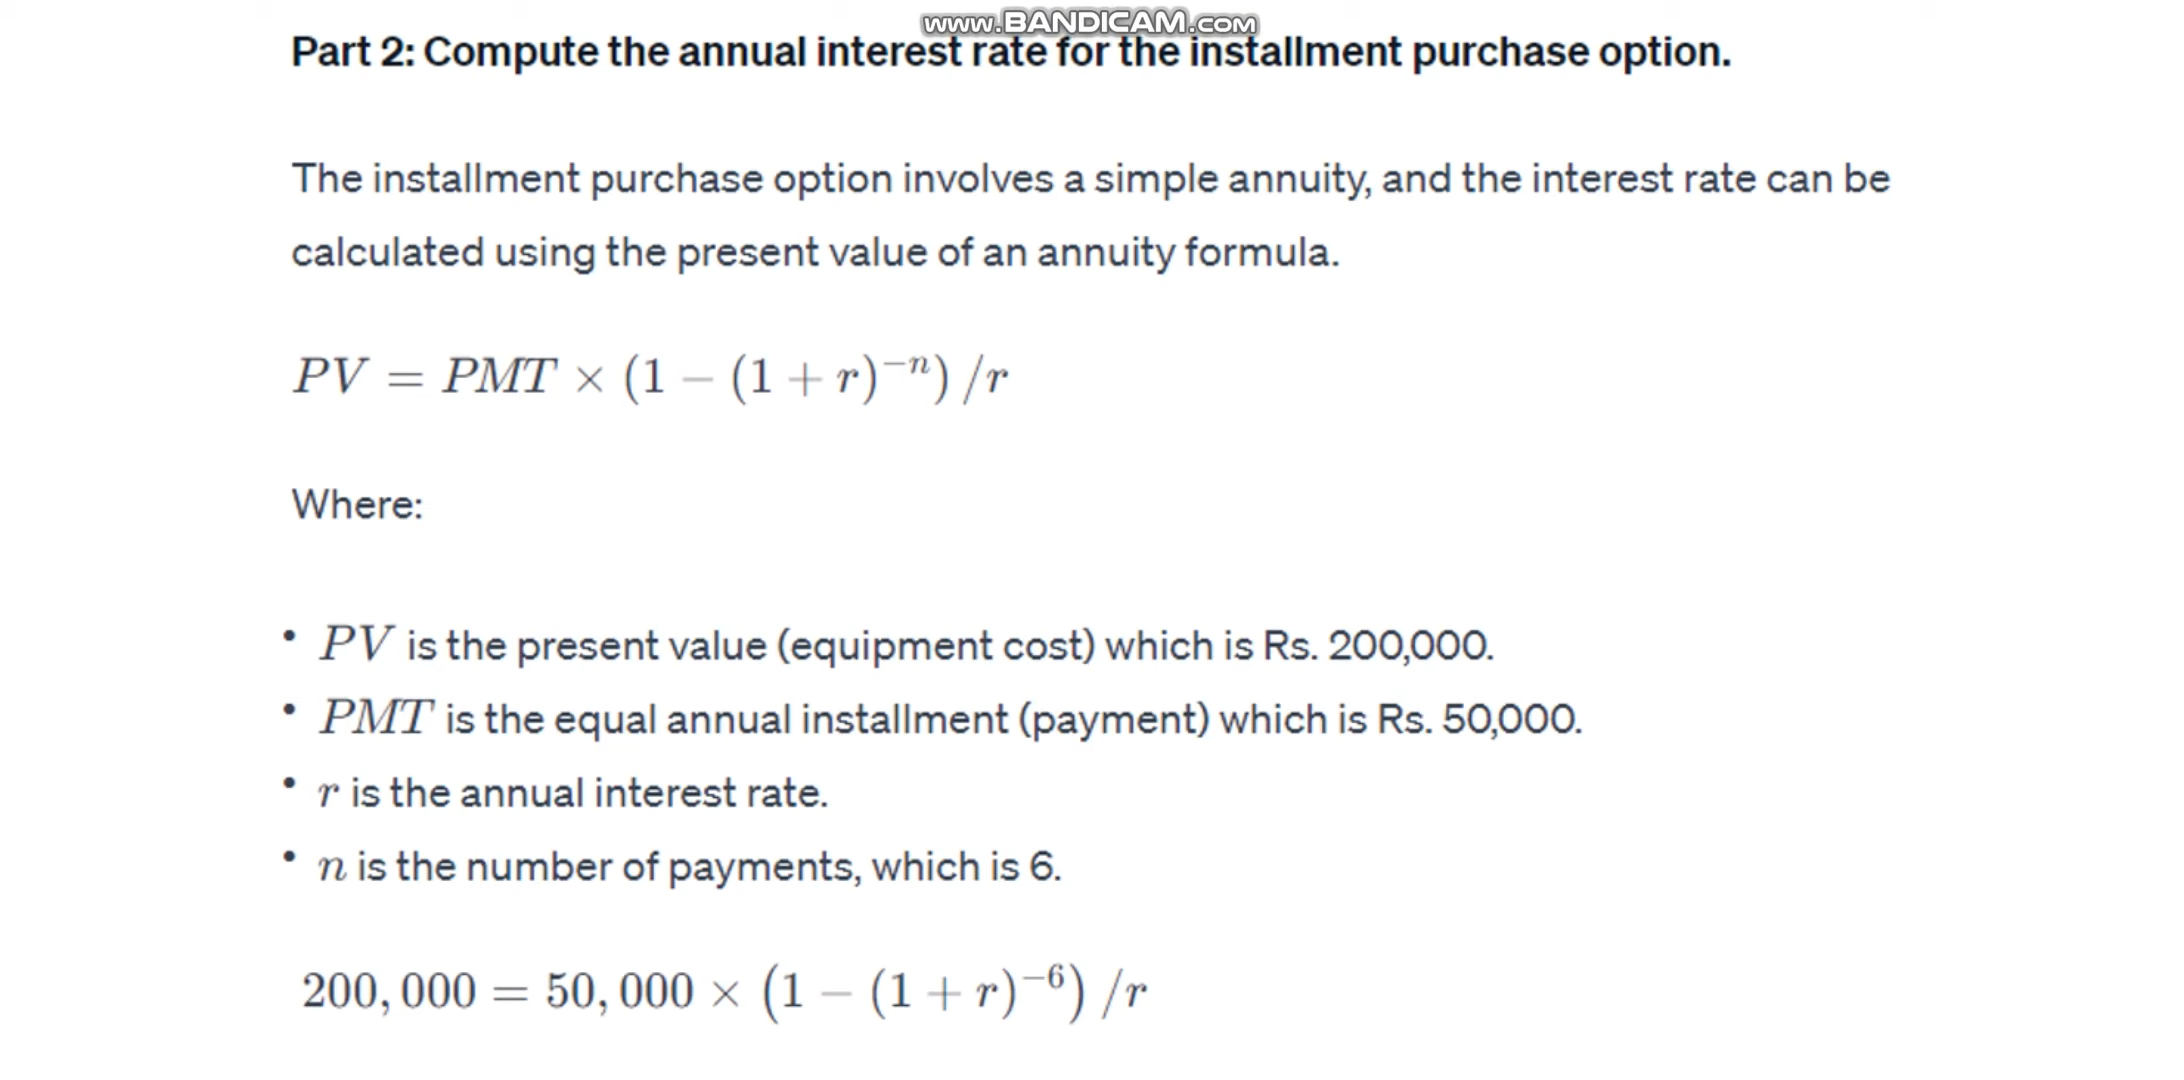 www.BANDICAM.com
Part 2: Compute the annual interest rate for the installment purchase option.
The installment purchase option involves a simple annuity, and the interest rate can be
calculated using the present value of an annuity formula.
PV = PMT × (1 − (1 + r)⁻ⁿ) /r
Where:
• PV is the present value (equipment cost) which is Rs. 200,000.
• PMT is the equal annual installment (payment) which is Rs. 50,000.
• r is the annual interest rate.
• n is the number of payments, which is 6.
200,000 = 50,000 × (1 − (1 + r)⁻⁶) /r